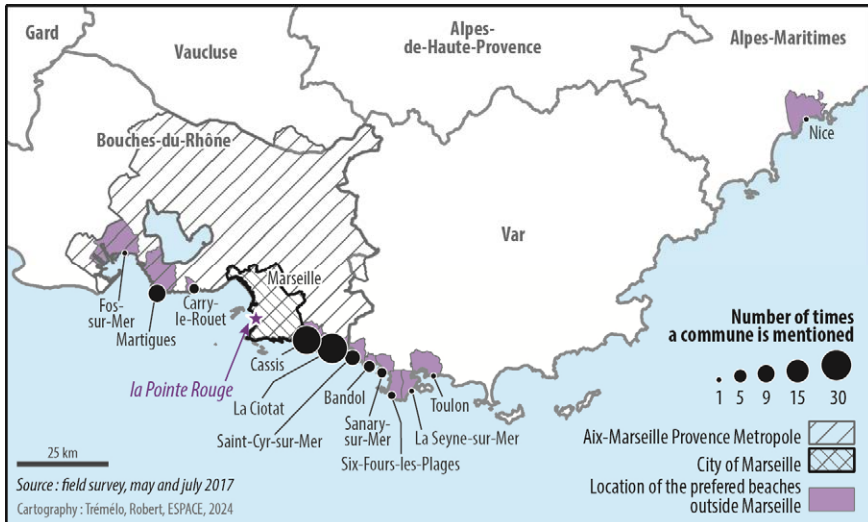 Gard
Vaucluse
Alpes-
de-Haute-Provence
Alpes-Maritimes
Bouches-du-Rhône
Nice
Var
Marseille
Fos-
sur-Mer
Martigues
Carry-
le-Rouet
la Pointe Rouge
Cassis
La Ciotat
Saint-Cyr-sur-Mer
Bandol
Sanary-
sur-Mer
Six-Fours-les-Plages
La Seyne-sur-Mer
Toulon
Number of times
a commune is mentioned
1 5 9 15 30
Aix-Marseille Provence Metropole
City of Marseille
Location of the prefered beaches
outside Marseille
25 km
Source : field survey, may and july 2017
Cartography : Trémélo, Robert, ESPACE, 2024